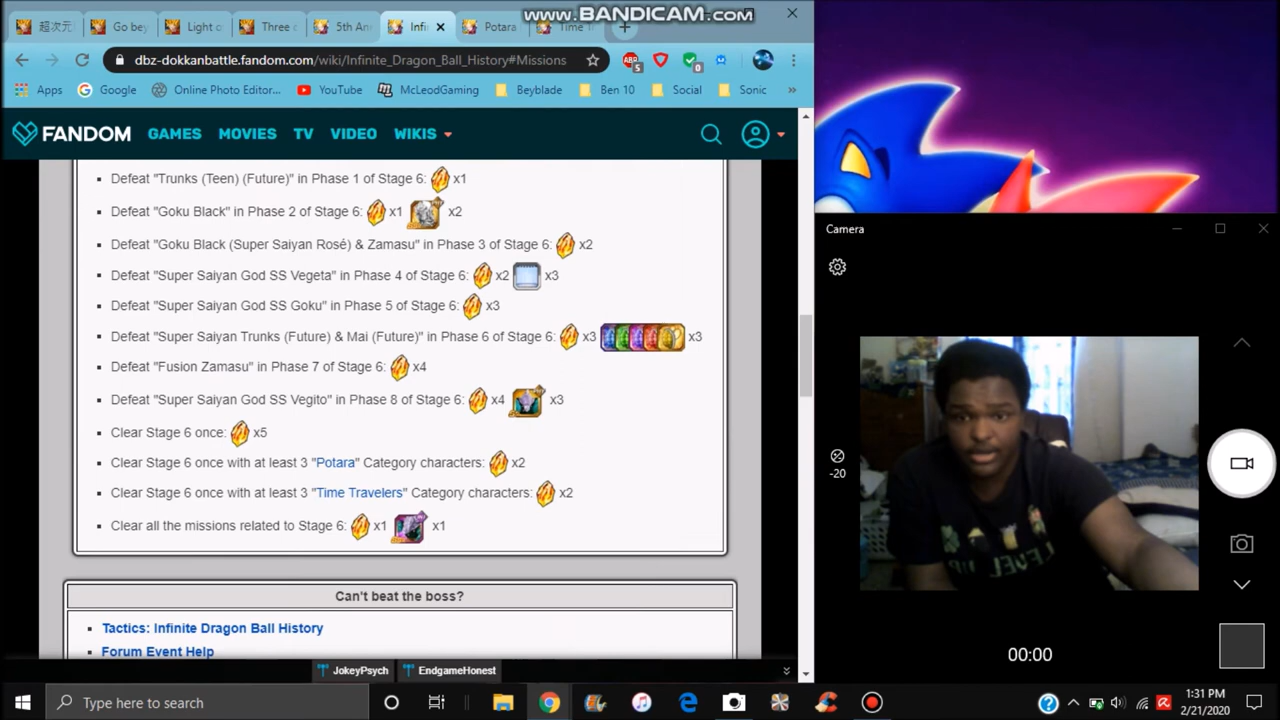 www.BANDICAM.com
超次元
Go bey
Light o
Three o
5th An
Infi
Potara
Time T
dbz-dokkanbattle.fandom.com/wiki/Infinite_Dragon_Ball_History#Missions
ABP
5
0
Apps
Google
Online Photo Editor...
YouTube
McLeodGaming
Beyblade
Ben 10
Social
Sonic
»
FANDOM
GAMES
MOVIES
TV
VIDEO
WIKIS
Defeat "Trunks (Teen) (Future)" in Phase 1 of Stage 6: x1
Defeat "Goku Black" in Phase 2 of Stage 6: x1 x2
Defeat "Goku Black (Super Saiyan Rosé) & Zamasu" in Phase 3 of Stage 6: x2
Defeat "Super Saiyan God SS Vegeta" in Phase 4 of Stage 6: x2 x3
Defeat "Super Saiyan God SS Goku" in Phase 5 of Stage 6: x3
Defeat "Super Saiyan Trunks (Future) & Mai (Future)" in Phase 6 of Stage 6: x3 x3
Defeat "Fusion Zamasu" in Phase 7 of Stage 6: x4
Defeat "Super Saiyan God SS Vegito" in Phase 8 of Stage 6: x4 x3
Clear Stage 6 once: x5
Clear Stage 6 once with at least 3 "Potara" Category characters: x2
Clear Stage 6 once with at least 3 "Time Travelers" Category characters: x2
Clear all the missions related to Stage 6: x1 x1
Can't beat the boss?
Tactics: Infinite Dragon Ball History
Forum Event Help
JokeyPsych
EndgameHonest
Camera
-20
LEVEL UP
00:00
Type here to search
1:31 PM
2/21/2020